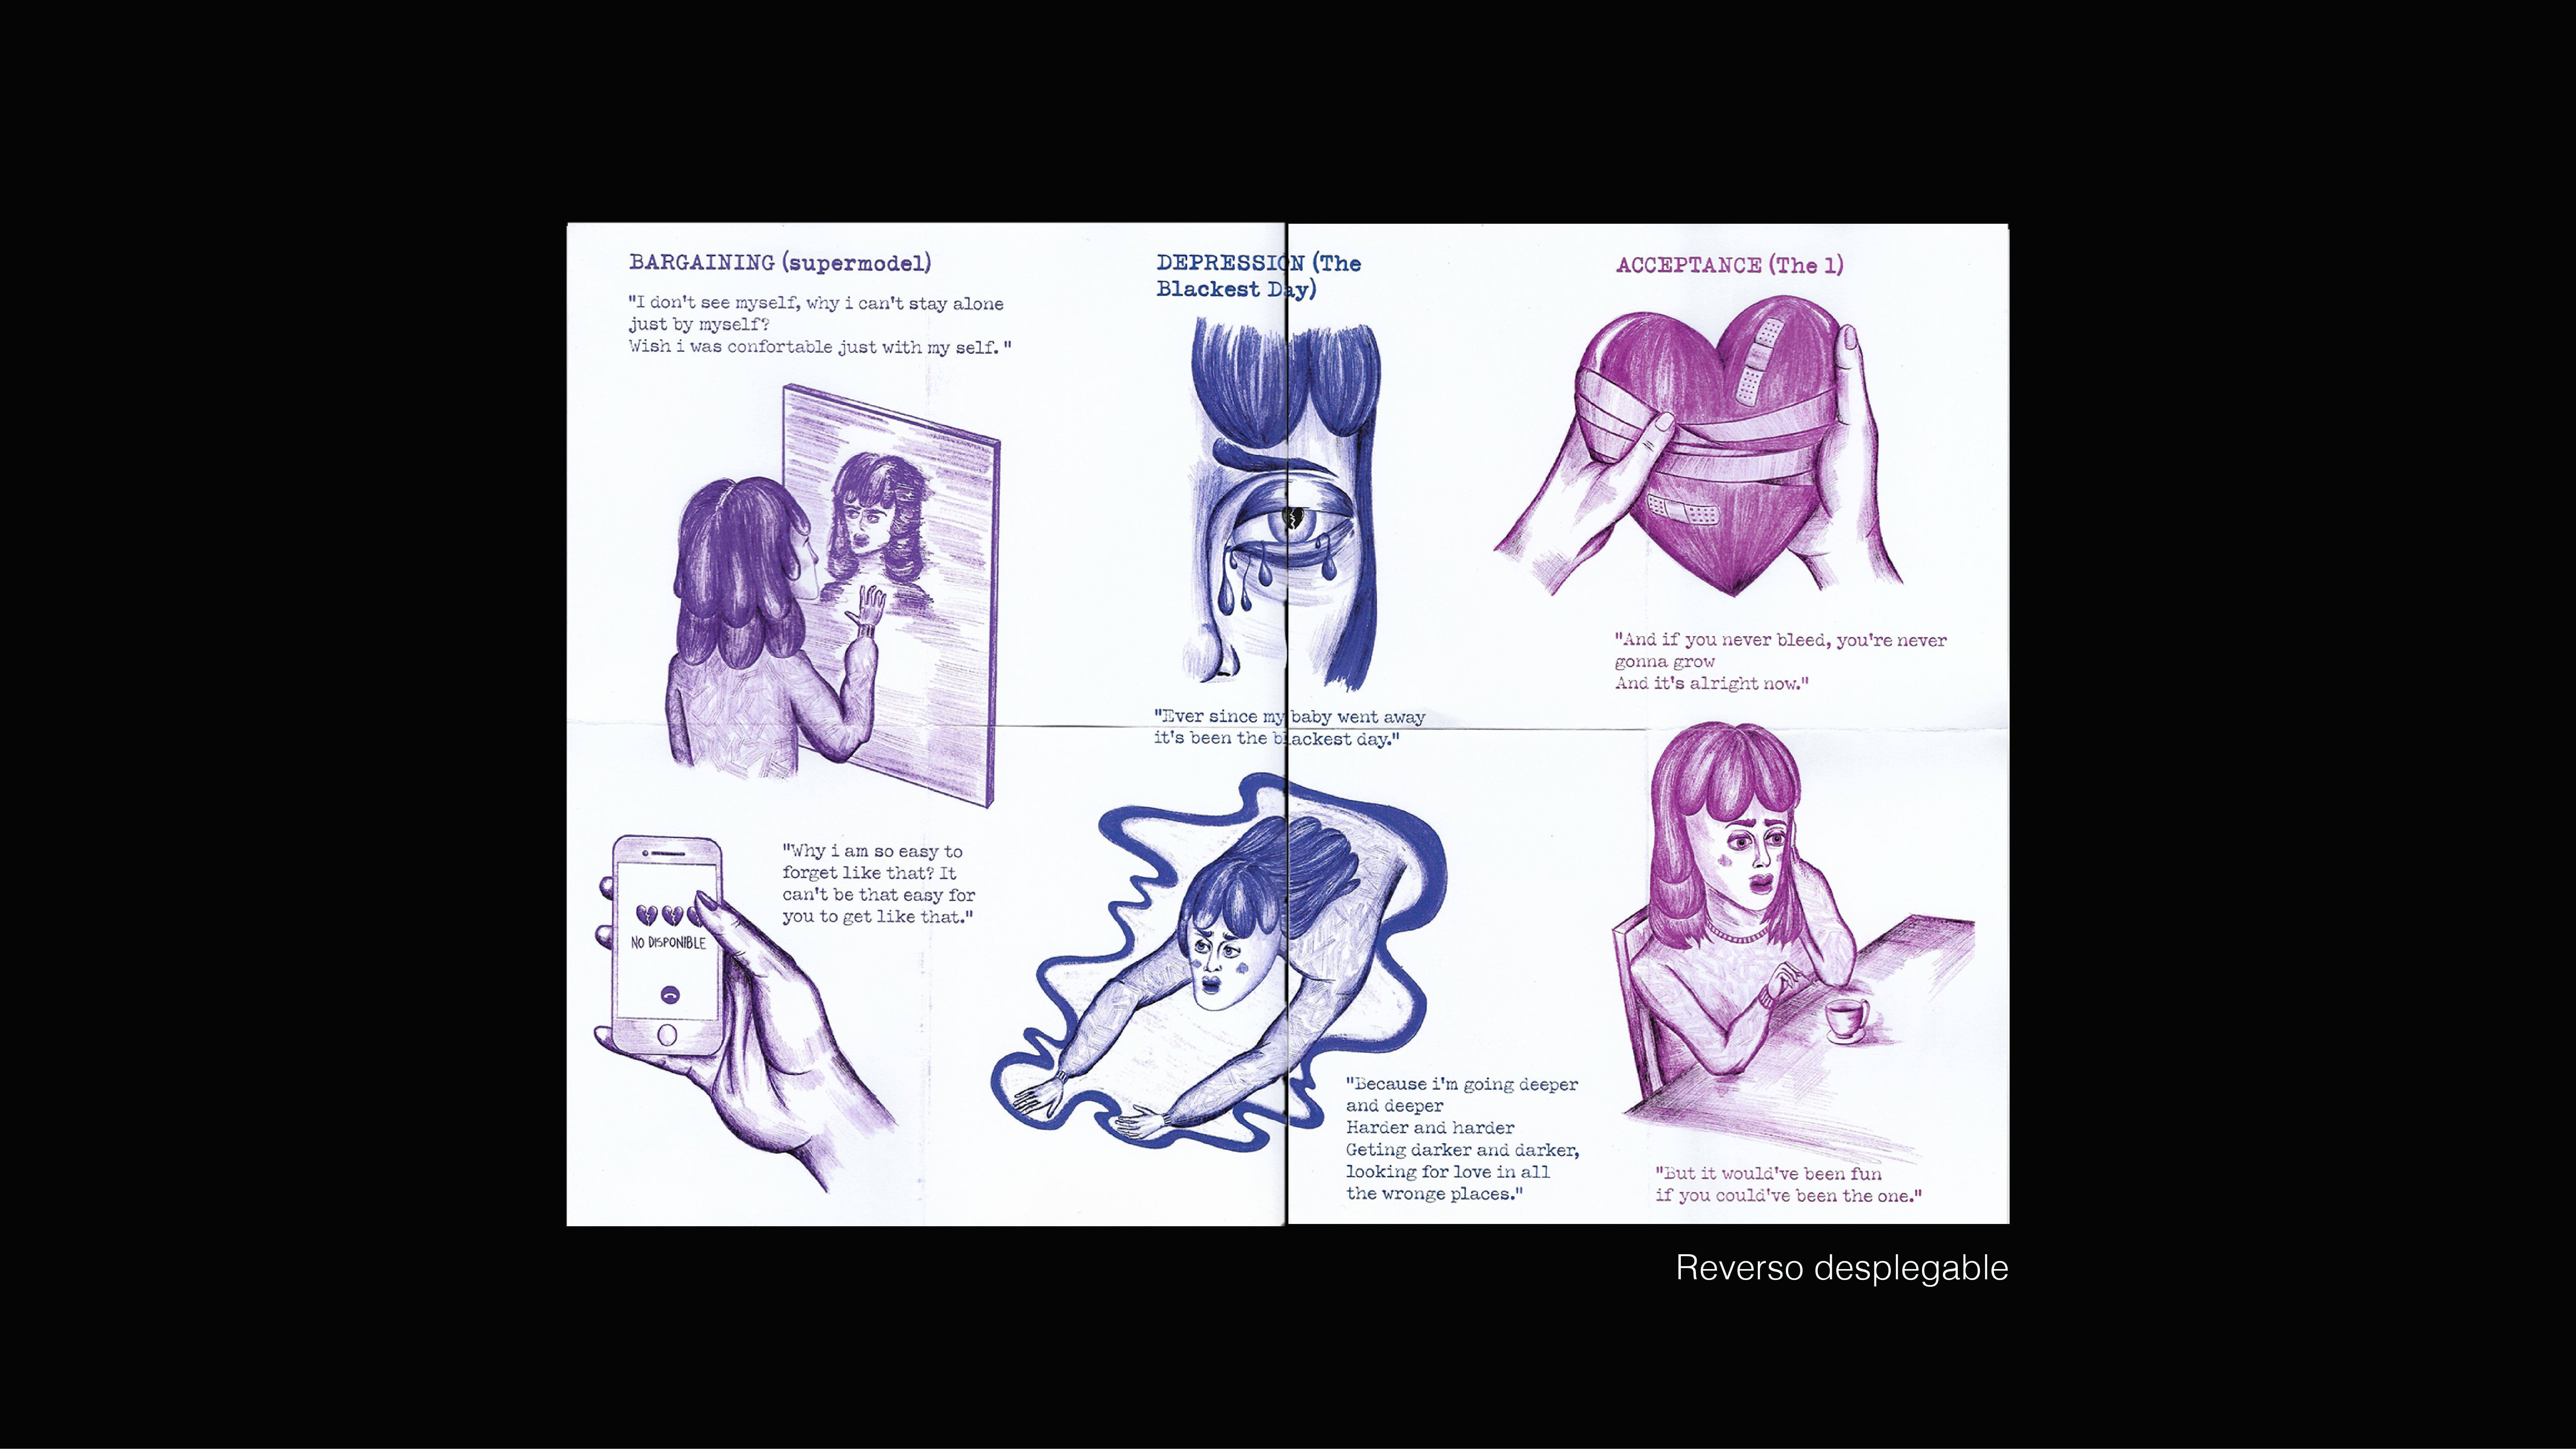 BARGAINING (supermodel)
"I don't see myself, why i can't stay alone
just by myself?
Wish i was confortable just with my self. "
"Why i am so easy to
forget like that? It
can't be that easy for
you to get like that."
NO DISPONIBLE
DEPRESSION (The
Blackest Day)
"Ever since my baby went away
it's been the blackest day."
"Because i'm going deeper
and deeper
Harder and harder
Geting darker and darker,
looking for love in all
the wronge places."
ACCEPTANCE (The 1)
"And if you never bleed, you're never
gonna grow
And it's alright now."
"But it would've been fun
if you could've been the one."
Reverso desplegable